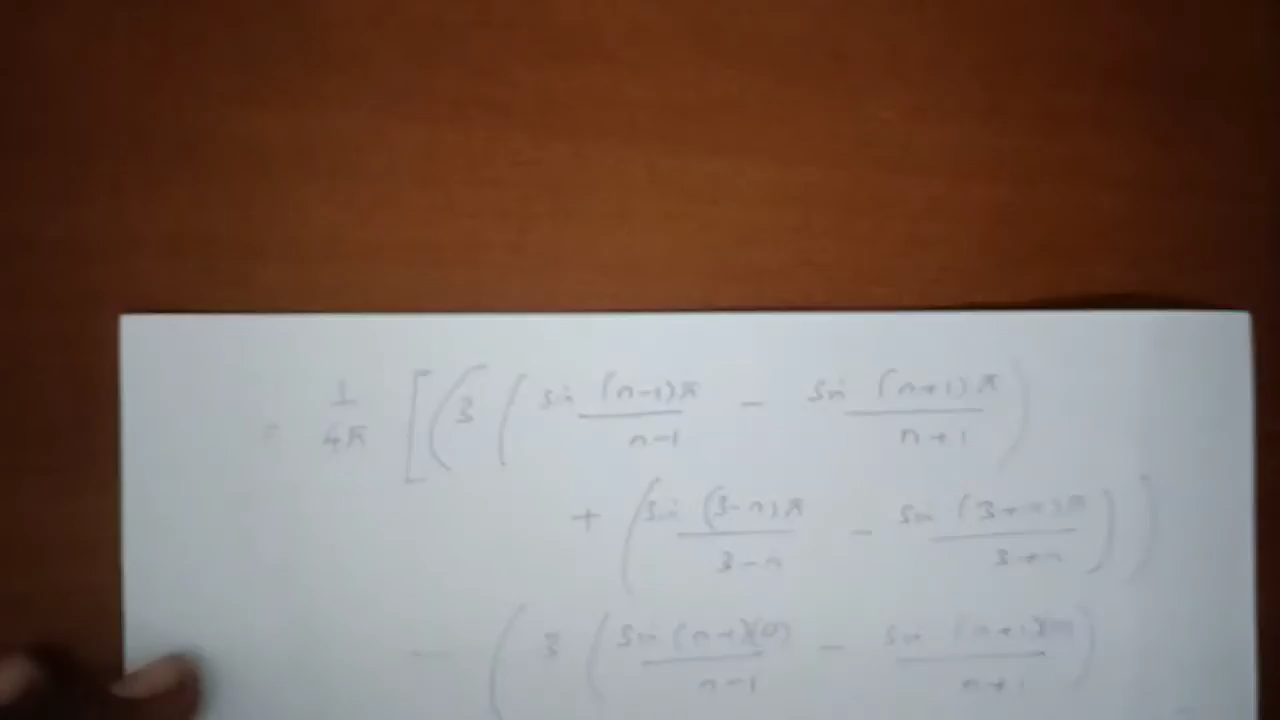 = 1/4π [(3 (sin (n-1)π / n-1 - sin (n+1)π / n+1)
+ (sin (3-n)π / 3-n - sin (3+n)π / 3+n))
- (3 (sin (n-1)(0) / n-1 - sin (n+1)(0) / n+1)